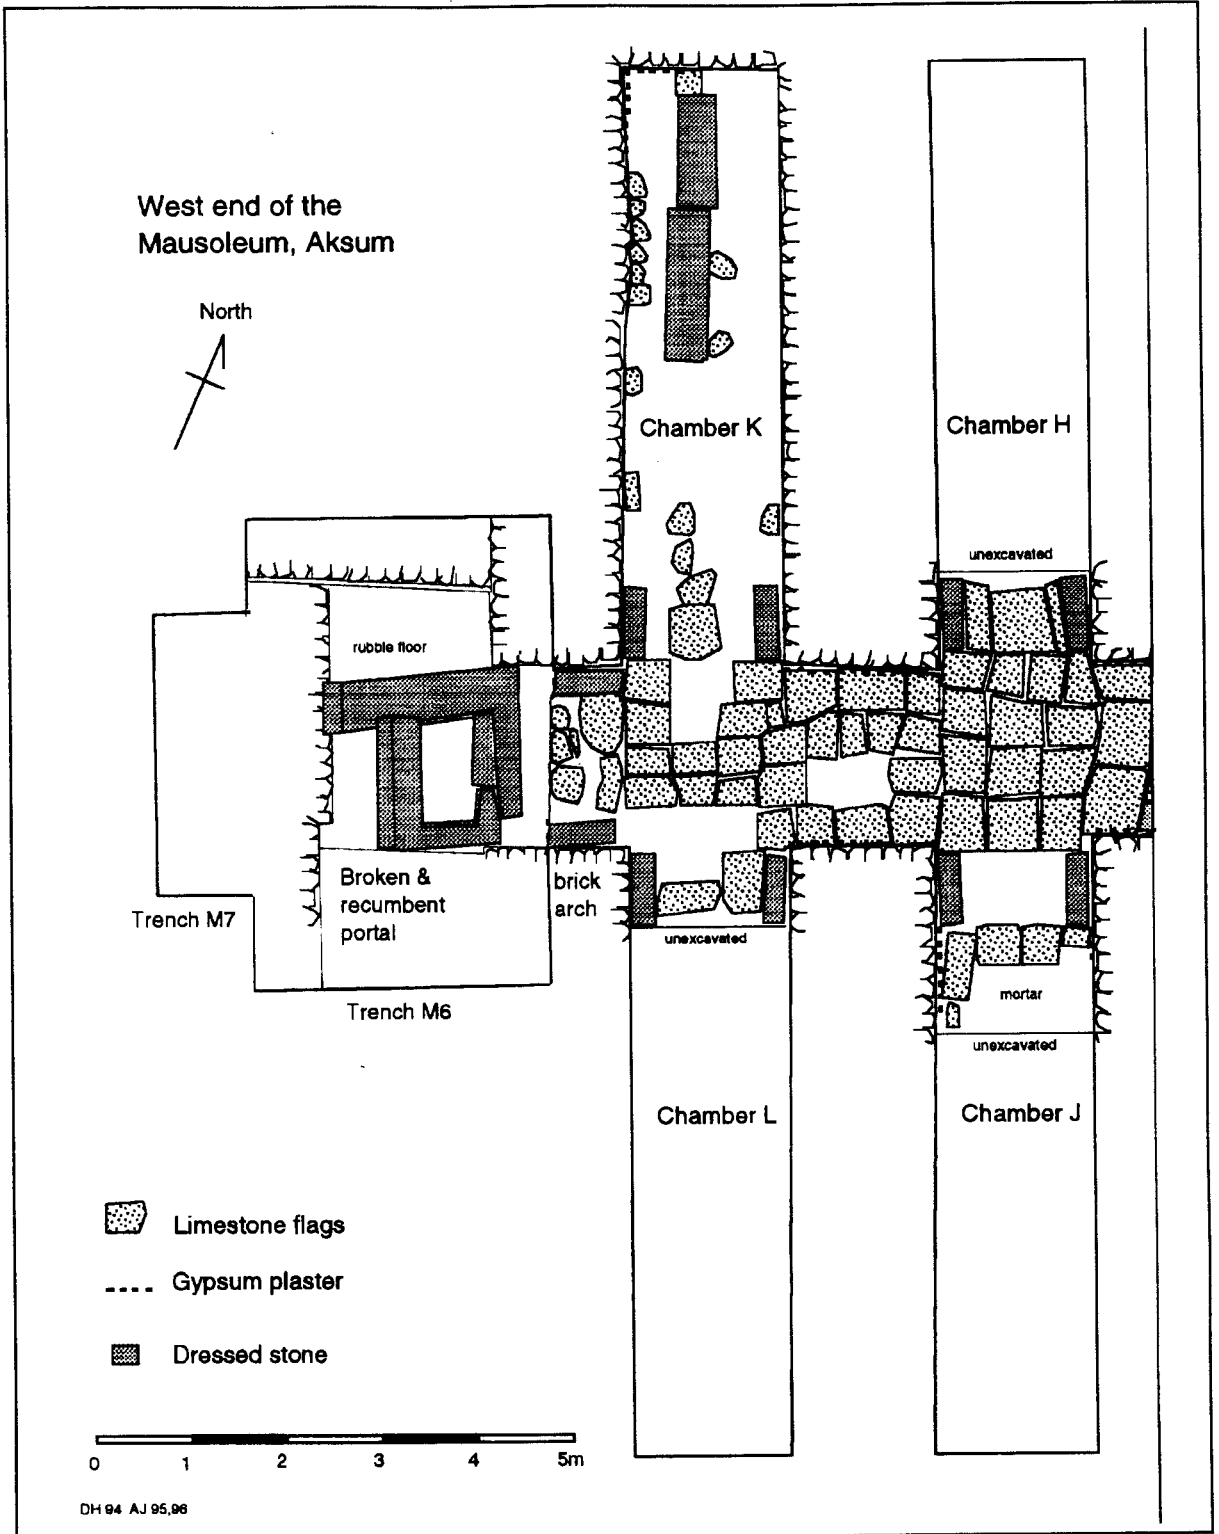 West end of the
Mausoleum, Aksum
North
Chamber K
Chamber H
unexcavated
rubble floor
Broken &
recumbent
portal
brick
arch
Trench M7
unexcavated
Trench M6
mortar
unexcavated
Chamber L
Chamber J
Limestone flags
Gypsum plaster
Dressed stone
0 1 2 3 4 5m
DH 94 AJ 95,96